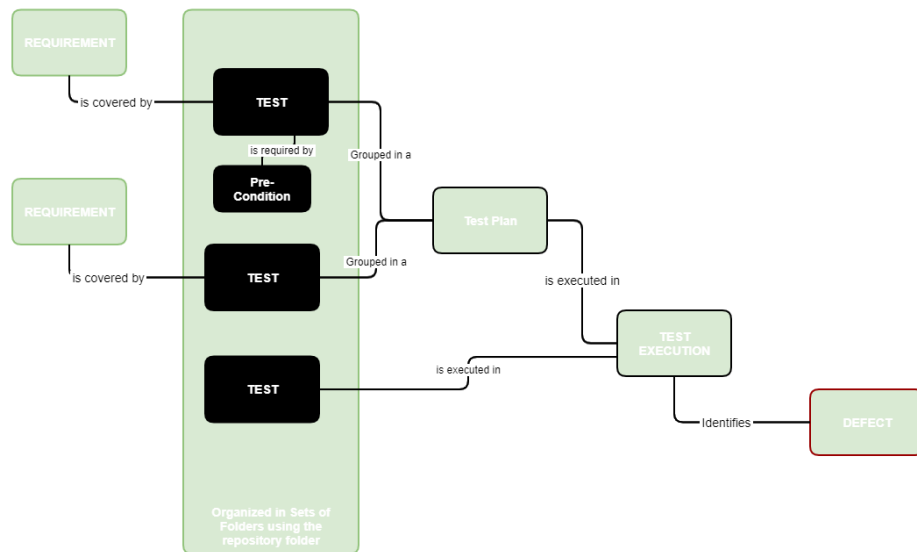 REQUIREMENT
is covered by
TEST
is required by
Grouped in a
Pre-
Condition
REQUIREMENT
Test Plan
Grouped in a
is covered by
TEST
is executed in
TEST
EXECUTION
is executed in
TEST
Identifies
DEFECT
Organized in Sets of
Folders using the
repository folder